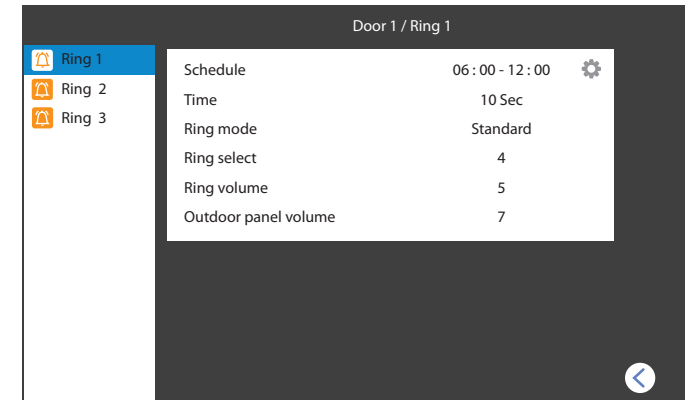 Door 1 / Ring 1
Ring 1
Ring 2
Ring 3
Schedule 06 : 00 - 12 : 00
Time 10 Sec
Ring mode Standard
Ring select 4
Ring volume 5
Outdoor panel volume 7